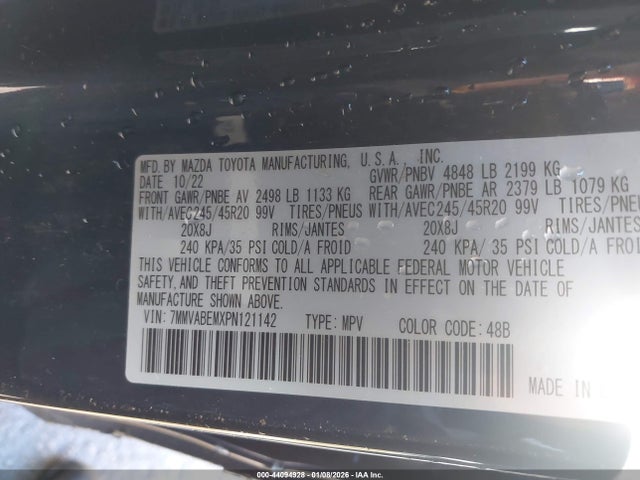 MFD.BY MAZDA TOYOTA MANUFACTURING, U.S.A., INC.
DATE 10/22 GVWR/PNBV 4848 LB 2199 KG
FRONT GAWR/PNBE AV 2498 LB 1133 KG REAR GAWR/PNBE AR 2379 LB 1079 KG
WITH/AVEC245/45R20 99V TIRES/PNEUS WITH/AVEC245/45R20 99V TIRES/PNEUS
20X8J RIMS/JANTES 20X8J RIMS/JANTES
240 KPA/ 35 PSI COLD/A FROID 240 KPA/ 35 PSI COLD/A FROID
THIS VEHICLE CONFORMS TO ALL APPLICABLE FEDERAL MOTOR VEHICLE
SAFETY,AND THEFT PREVENTION STANDARDS IN EFFECT ON THE DATE OF
MANUFACTURE SHOWN ABOVE.
VIN: 7MMVABEMXPN121142 TYPE: MPV COLOR CODE: 48B
MADE IN
000-44094928 - 01/08/2026 - IAAI.COM